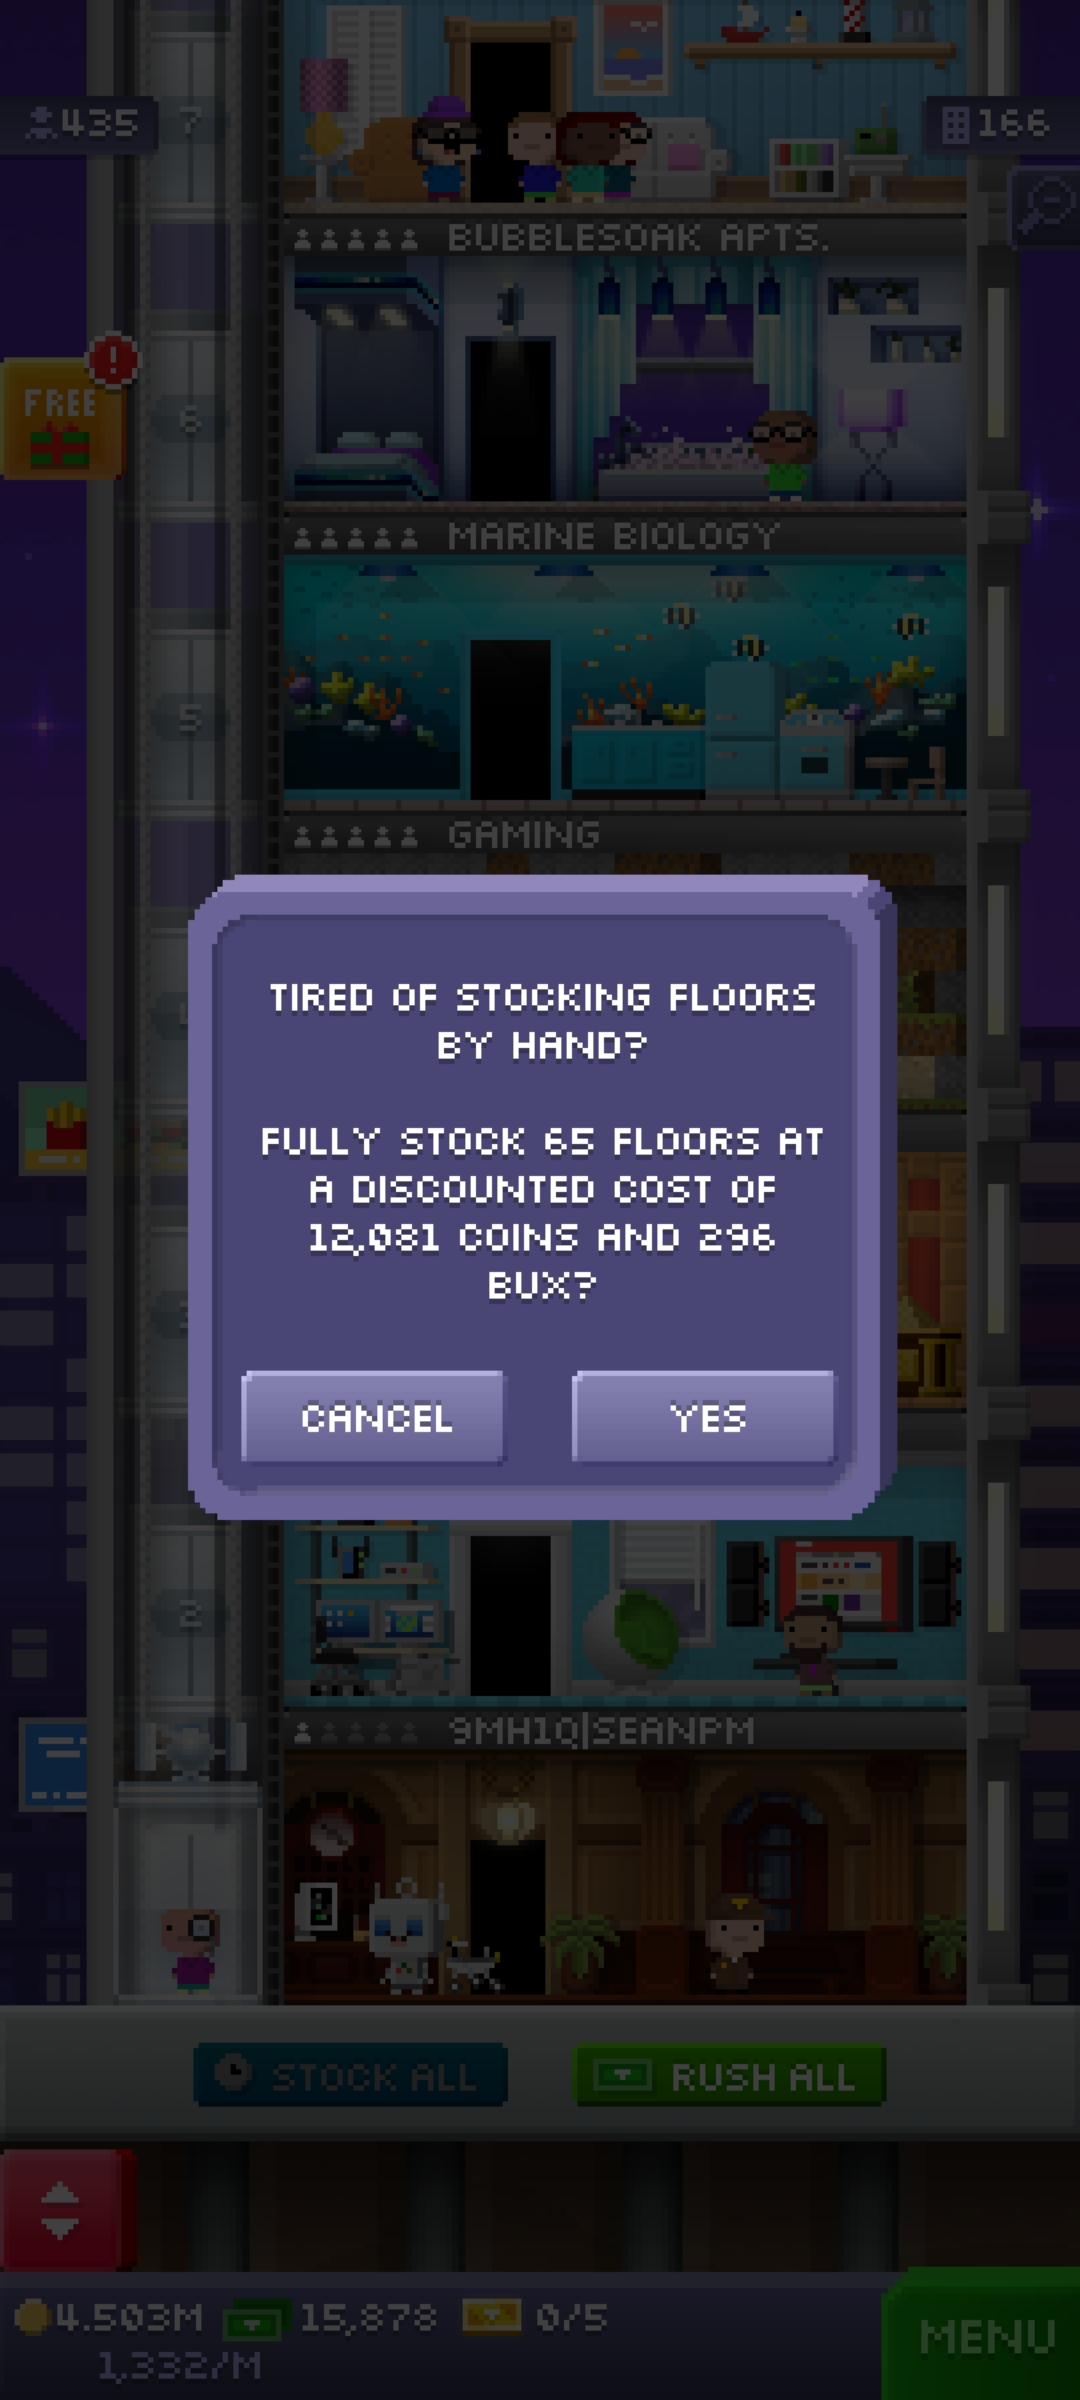 435
7
166
BUBBLESOAK APTS.
FREE
!
6
MARINE BIOLOGY
5
GAMING
TIRED OF STOCKING FLOORS
BY HAND?
FULLY STOCK 65 FLOORS AT
A DISCOUNTED COST OF
12,081 COINS AND 296
BUX?
CANCEL
YES
2
9MH1Q|SEANPM
STOCK ALL
RUSH ALL
4.503M
15,878
0/5
1,332/M
MENU